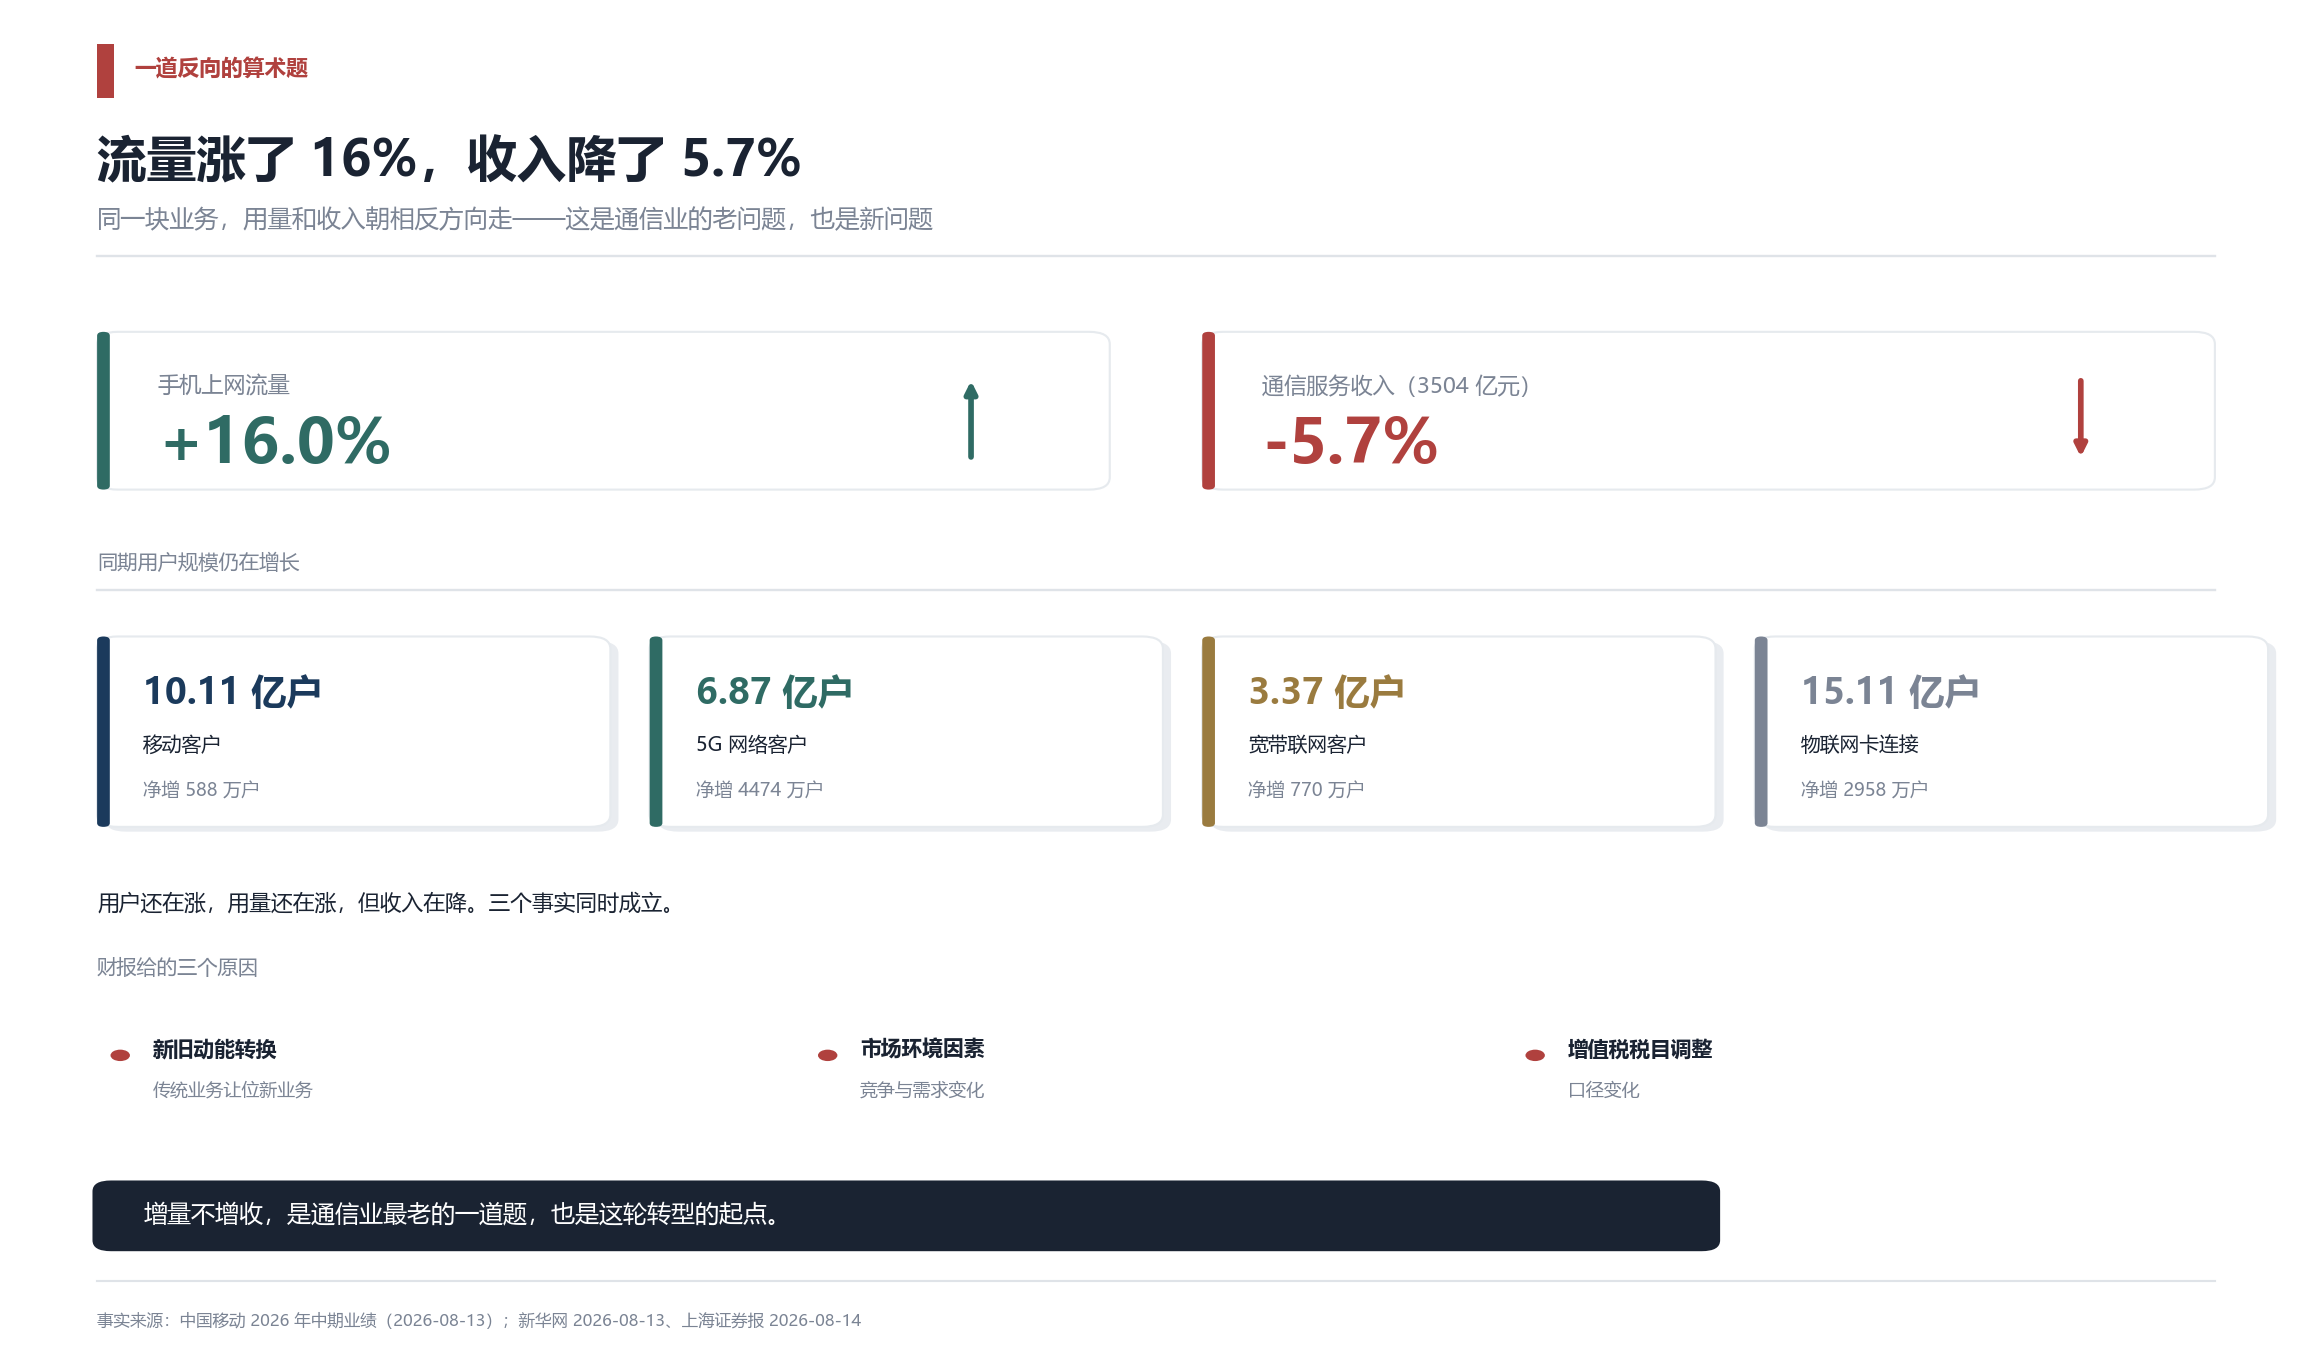 一道反向的算术题
流量涨了 16%，收入降了 5.7%
同一块业务，用量和收入朝相反方向走——这是通信业的老问题，也是新问题
手机上网流量
+16.0%
通信服务收入（3504 亿元）
-5.7%
同期用户规模仍在增长
10.11 亿户
移动客户
净增 588 万户
6.87 亿户
5G 网络客户
净增 4474 万户
3.37 亿户
宽带联网客户
净增 770 万户
15.11 亿户
物联网卡连接
净增 2958 万户
用户还在涨，用量还在涨，但收入在降。三个事实同时成立。
财报给的三个原因
新旧动能转换
传统业务让位新业务
市场环境因素
竞争与需求变化
增值税税目调整
口径变化
增量不增收，是通信业最老的一道题，也是这轮转型的起点。
事实来源：中国移动 2026 年中期业绩（2026-08-13）；新华网 2026-08-13、上海证券报 2026-08-14